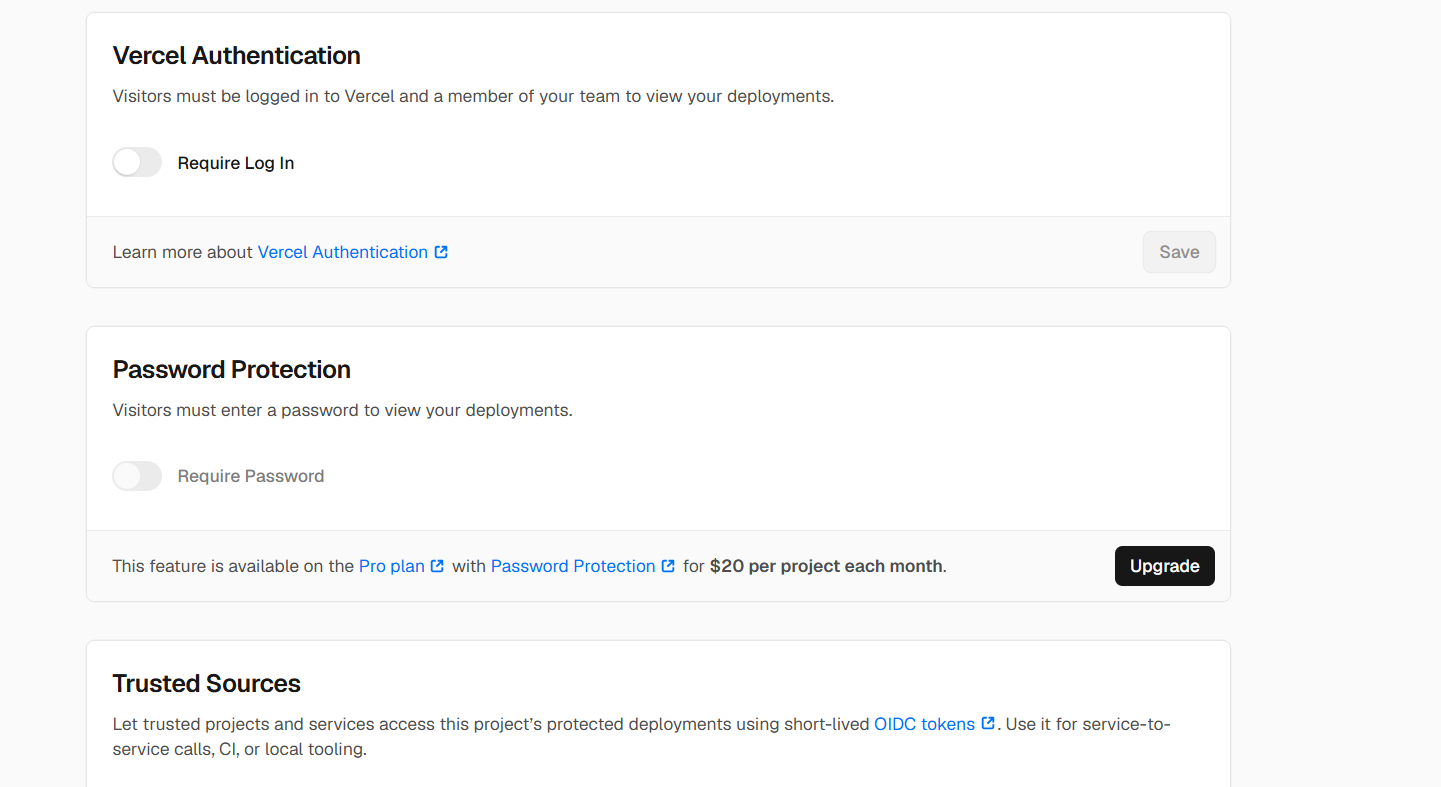 Vercel Authentication
Visitors must be logged in to Vercel and a member of your team to view your deployments.
Require Log In
Learn more about Vercel Authentication
Save
Password Protection
Visitors must enter a password to view your deployments.
Require Password
This feature is available on the Pro plan with Password Protection for $20 per project each month.
Upgrade
Trusted Sources
Let trusted projects and services access this project’s protected deployments using short-lived OIDC tokens. Use it for service-to-
service calls, CI, or local tooling.